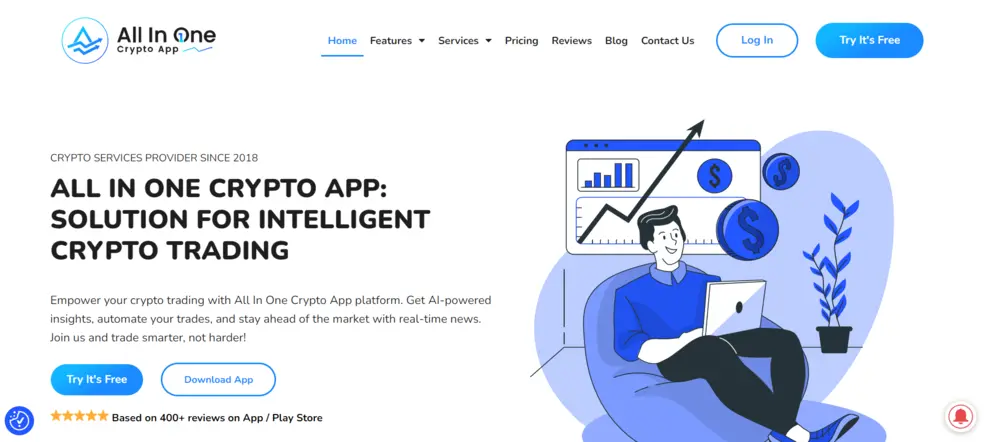 All In One
Crypto App
Home
Features
Services
Pricing
Reviews
Blog
Contact Us
Log In
Try It's Free
CRYPTO SERVICES PROVIDER SINCE 2018
ALL IN ONE CRYPTO APP:
SOLUTION FOR INTELLIGENT
CRYPTO TRADING
Empower your crypto trading with All In One Crypto App platform. Get AI-powered
insights, automate your trades, and stay ahead of the market with real-time news.
Join us and trade smarter, not harder!
Try It's Free
Download App
Based on 400+ reviews on App / Play Store
$
$
$